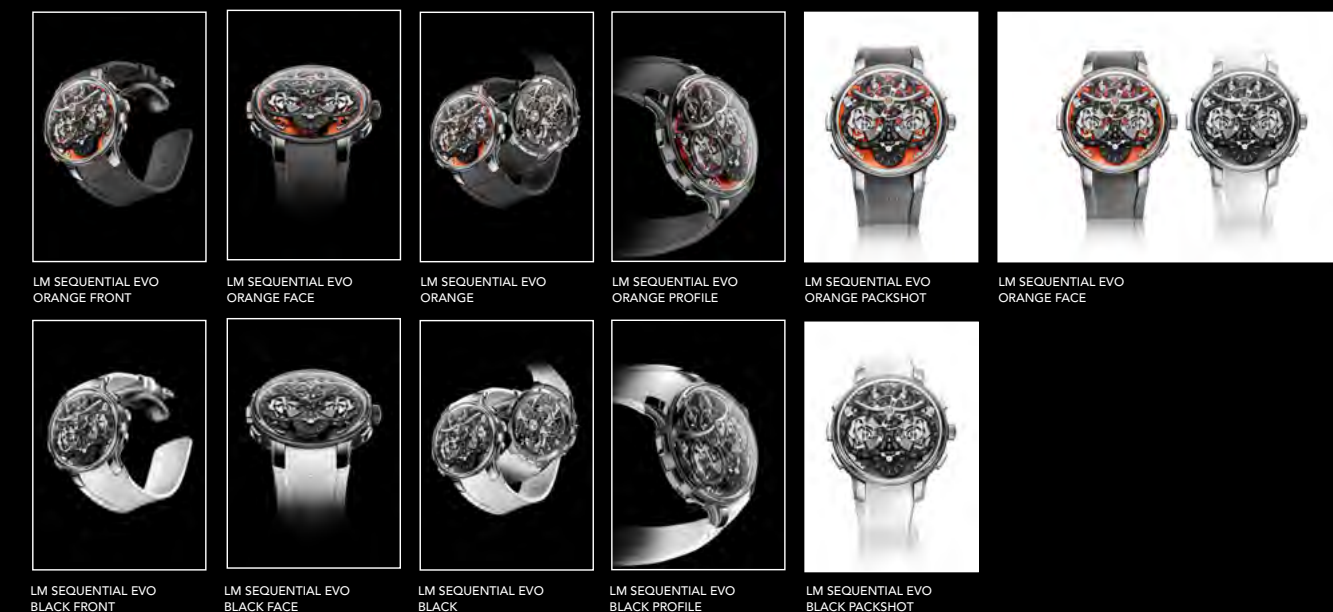 LM SEQUENTIAL EVO
ORANGE FRONT
LM SEQUENTIAL EVO
ORANGE FACE
LM SEQUENTIAL EVO
ORANGE
LM SEQUENTIAL EVO
ORANGE PROFILE
LM SEQUENTIAL EVO
ORANGE PACKSHOT
LM SEQUENTIAL EVO
ORANGE FACE
LM SEQUENTIAL EVO
BLACK FRONT
LM SEQUENTIAL EVO
BLACK FACE
LM SEQUENTIAL EVO
BLACK
LM SEQUENTIAL EVO
BLACK PROFILE
LM SEQUENTIAL EVO
BLACK PACKSHOT